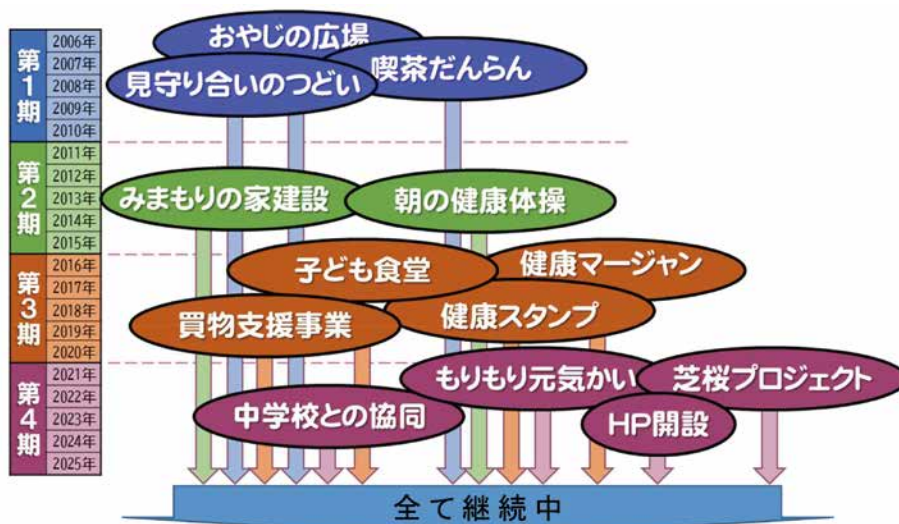 第1期
2006年
2007年
2008年
2009年
2010年
おやじの広場
喫茶だんらん
見守り合いのつどい
第2期
2011年
2012年
2013年
2014年
2015年
みまもりの家建設
朝の健康体操
第3期
2016年
2017年
2018年
2019年
2020年
子ども食堂
健康マージャン
買物支援事業
健康スタンプ
第4期
2021年
2022年
2023年
2024年
2025年
もりもり元気かい
芝桜プロジェクト
中学校との協同
HP開設
全て継続中